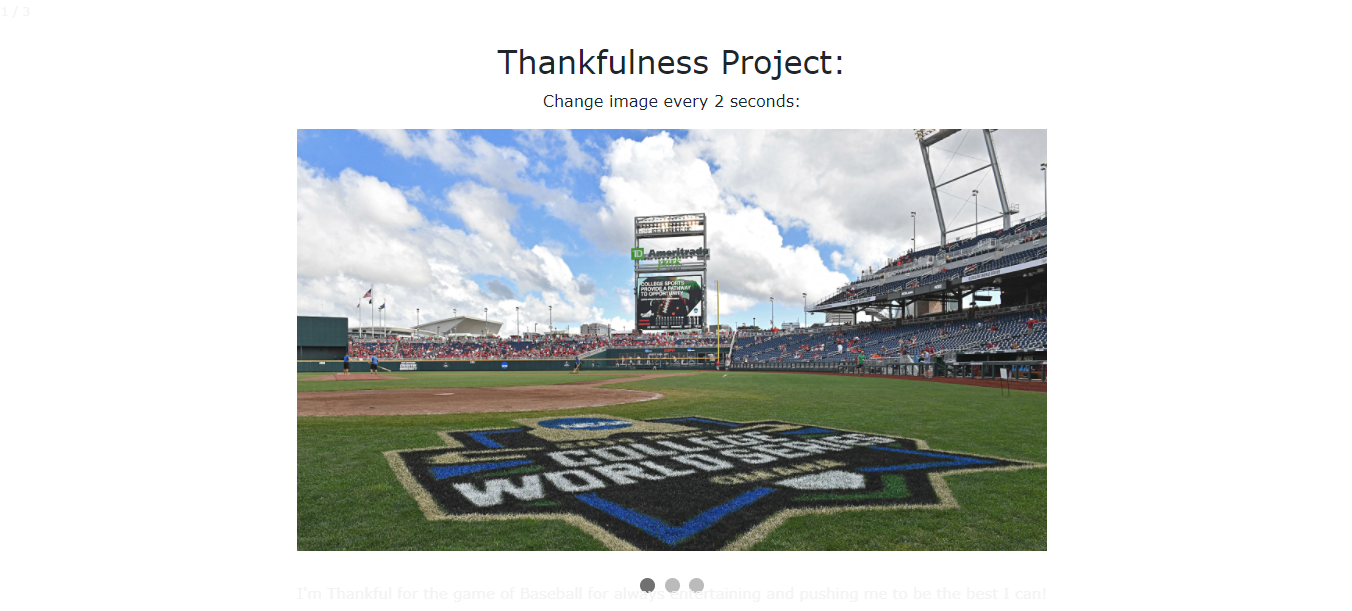 1 / 3
Thankfulness Project:
Change image every 2 seconds:
TD Ameritrade
COLLEGE SPORTS
PROVIDE A PATHWAY
TO OPPORTUNITY
NCAA
COLLEGE
WORLD SERIES
OMAHA
I'm Thankful for the game of Baseball for always entertaining and pushing me to be the best I can!